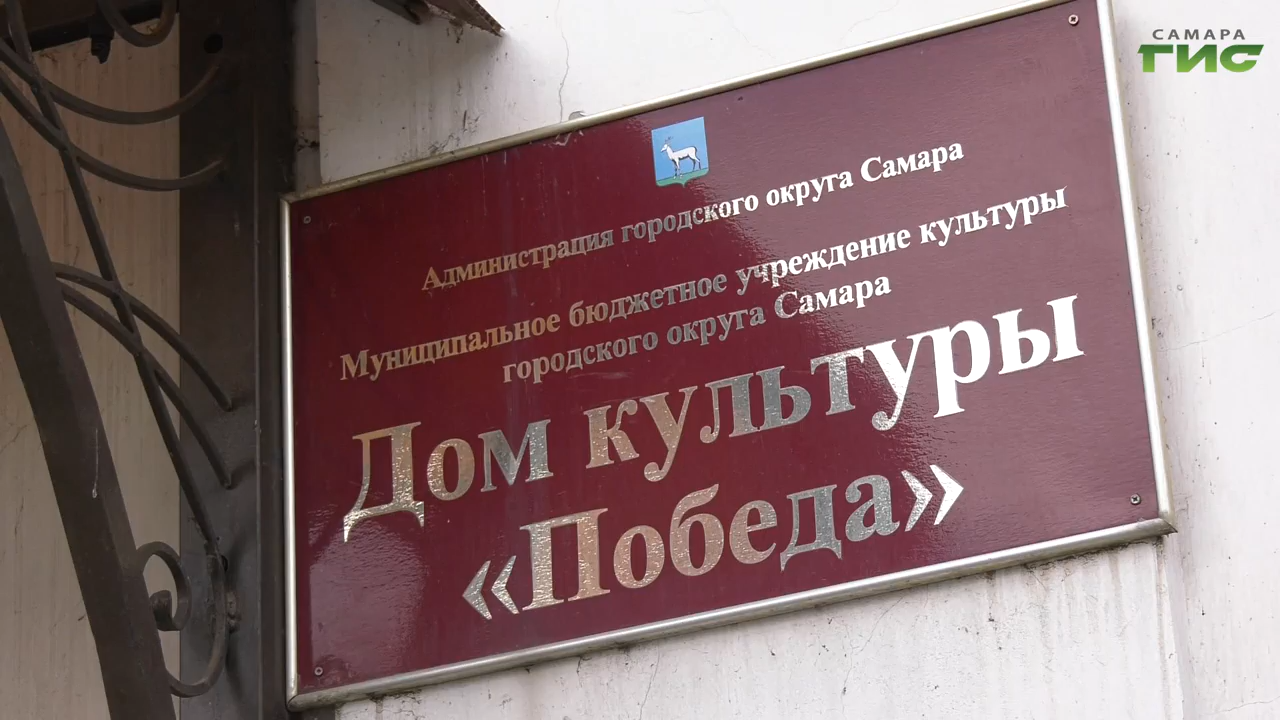 САМАРА
ГИС
Администрация городского округа Самара
Муниципальное бюджетное учреждение культуры
городского округа Самара
Дом культуры
«Победа»